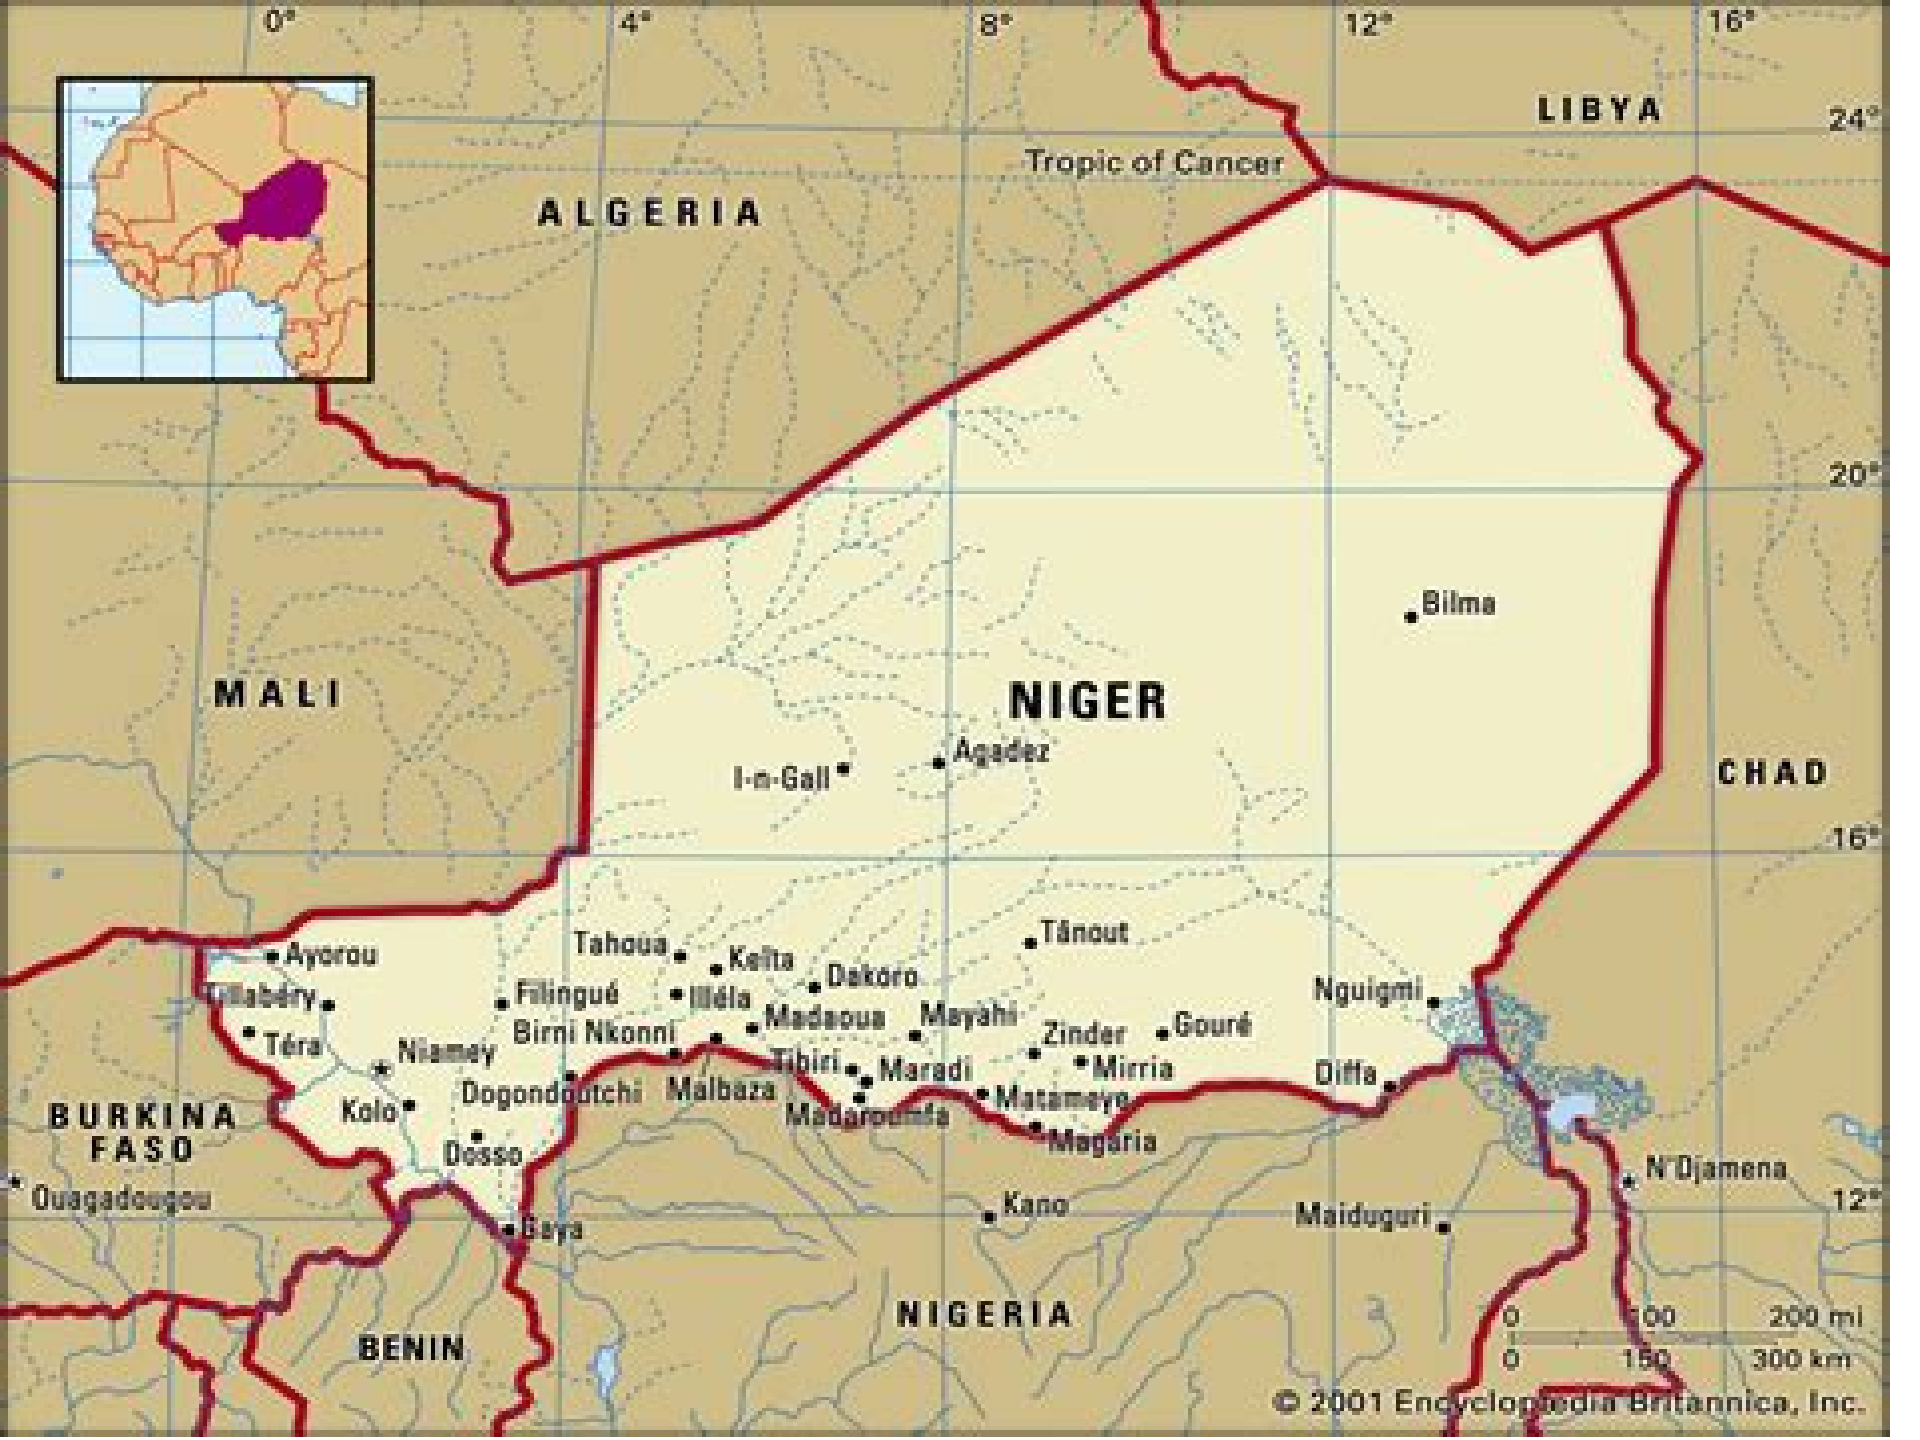 0°
4°
8°
12°
16°
LIBYA
24°
Tropic of Cancer
ALGERIA
20°
Bilma
MALI
NIGER
Agadez
I-n-Gall
CHAD
16°
Tânout
Tahoua
Keïta
Ayorou
Dakoro
Nguigmi
Tillabéry
Filingué
Illéla
Madaoua
Mayahi
Gouré
Birni Nkonni
Zinder
Téra
Niamey
Tibiri
Maradi
Mirria
Diffa
Dogondoutchi
Malbaza
Matameye
Kolo
Madaroumfa
BURKINA
FASO
Magaria
Dosso
N'Djamena
Ouagadougou
Kano
Maiduguri
12°
Gaya
NIGERIA
BENIN
0 100 200 mi
0 150 300 km
© 2001 Encyclopædia Britannica, Inc.